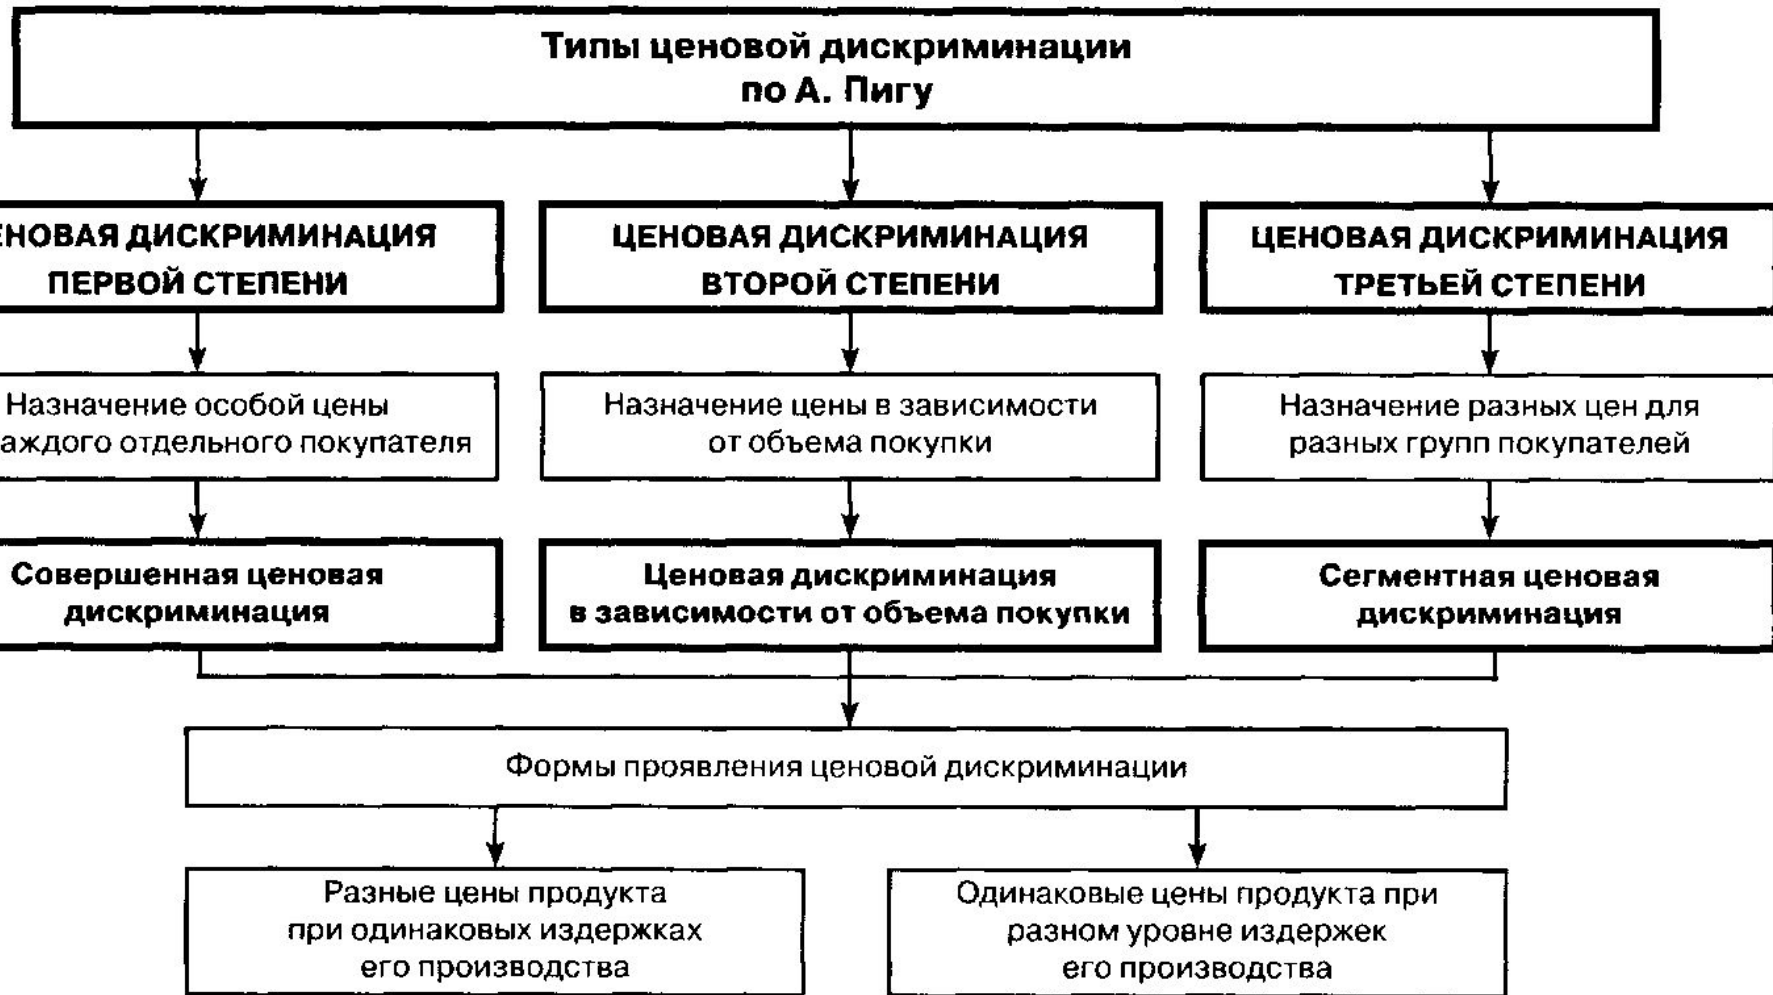 Типы ценовой дискриминации
по А. Пигу
ЕНОВАЯ ДИСКРИМИНАЦИЯ
ПЕРВОЙ СТЕПЕНИ
ЦЕНОВАЯ ДИСКРИМИНАЦИЯ
ВТОРОЙ СТЕПЕНИ
ЦЕНОВАЯ ДИСКРИМИНАЦИЯ
ТРЕТЬЕЙ СТЕПЕНИ
Назначение особой цены
аждого отдельного покупателя
Назначение цены в зависимости
от объема покупки
Назначение разных цен для
разных групп покупателей
Совершенная ценовая
дискриминация
Ценовая дискриминация
в зависимости от объема покупки
Сегментная ценовая
дискриминация
Формы проявления ценовой дискриминации
Разные цены продукта
при одинаковых издержках
его производства
Одинаковые цены продукта при
разном уровне издержек
его производства